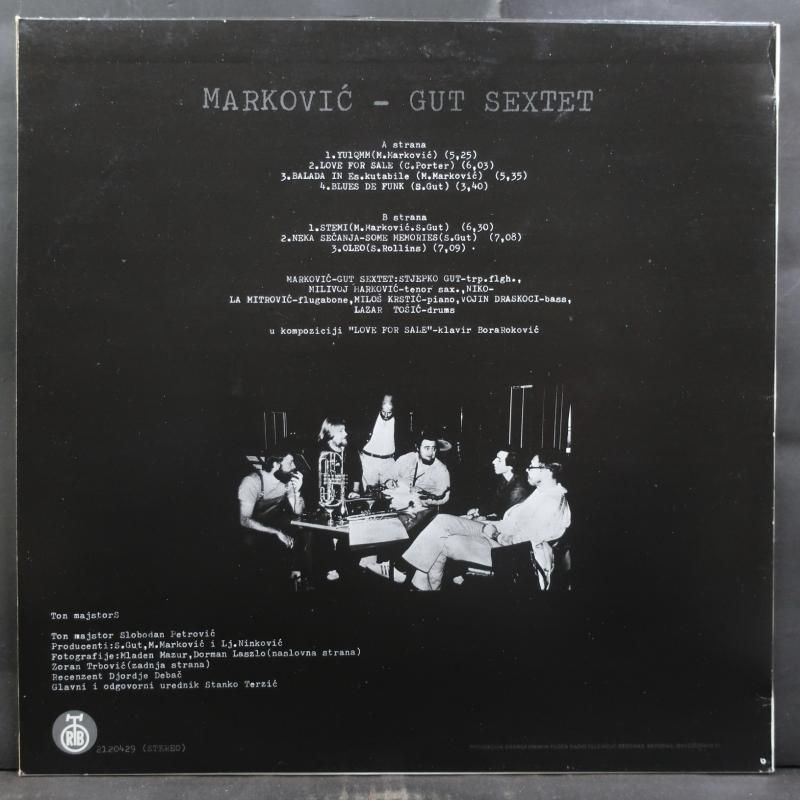 MARKOVIĆ - GUT SEXTET
A strana
1.YU1QMM(M.Marković) (5,25)
2.LOVE FOR SALE (C.Porter) (6,03)
3.BALADA IN Es.kutabile (M.Marković) (5,35)
4.BLUES DE FUNK (S.Gut) (3,40)
B strana
1.STEMI(M.Marković.S.Gut) (6,30)
2.NEKA SEĆANJA-SOME MEMORIES(S.Gut) (7,08)
3.OLEO(S.Rollins) (7,09) .
MARKOVIĆ-GUT SEXTET:STJEPKO GUT-trp.flgh.,
MILIVOJ MARKOVIĆ-tenor sax.,NIKO-
LA MITROVIĆ-flugabone,MILOŠ KRSTIĆ-piano,VOJIN DRASKOCI-bass,
LAZAR TOŠIĆ-drums
u kompoziciji "LOVE FOR SALE"-klavir BoraRoković
Ton majstorS
Ton majstor Slobodan Petrović
Producenti:S.Gut,M.Marković i Lj.Ninković
Fotografije:Mladen Mazur,Dorman Laszlo(naslovna strana)
Zoran Trbović(zadnja strana)
Recenzent Djordje Debač
Glavni i odgovorni urednik Stanko Terzić
RTB
2120429 (STEREO)